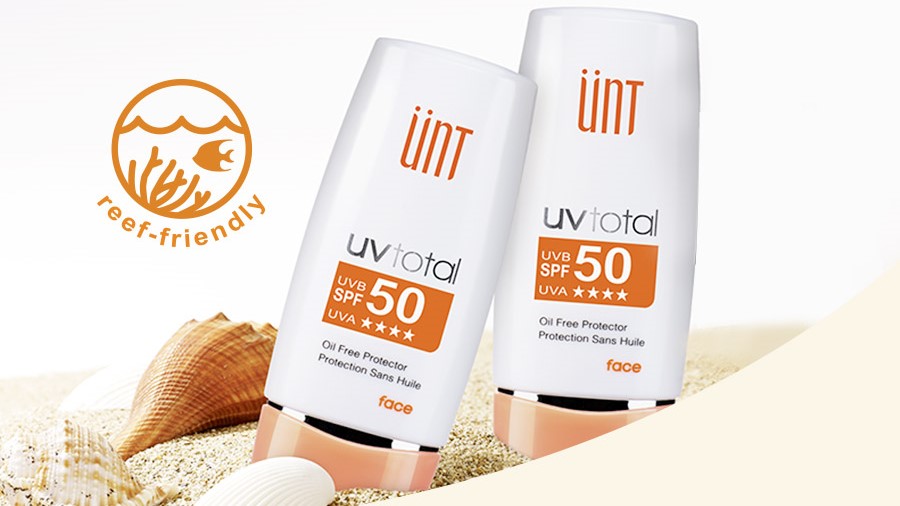 reef-friendly
ünt
uvtotal
UVB
SPF 50
UVA ★★★★
Oil Free Protector
Protection Sans Huile
face
ünt
uvtotal
UVB
SPF 50
UVA ★★★★
Oil Free Protector
Protection Sans Huile
face